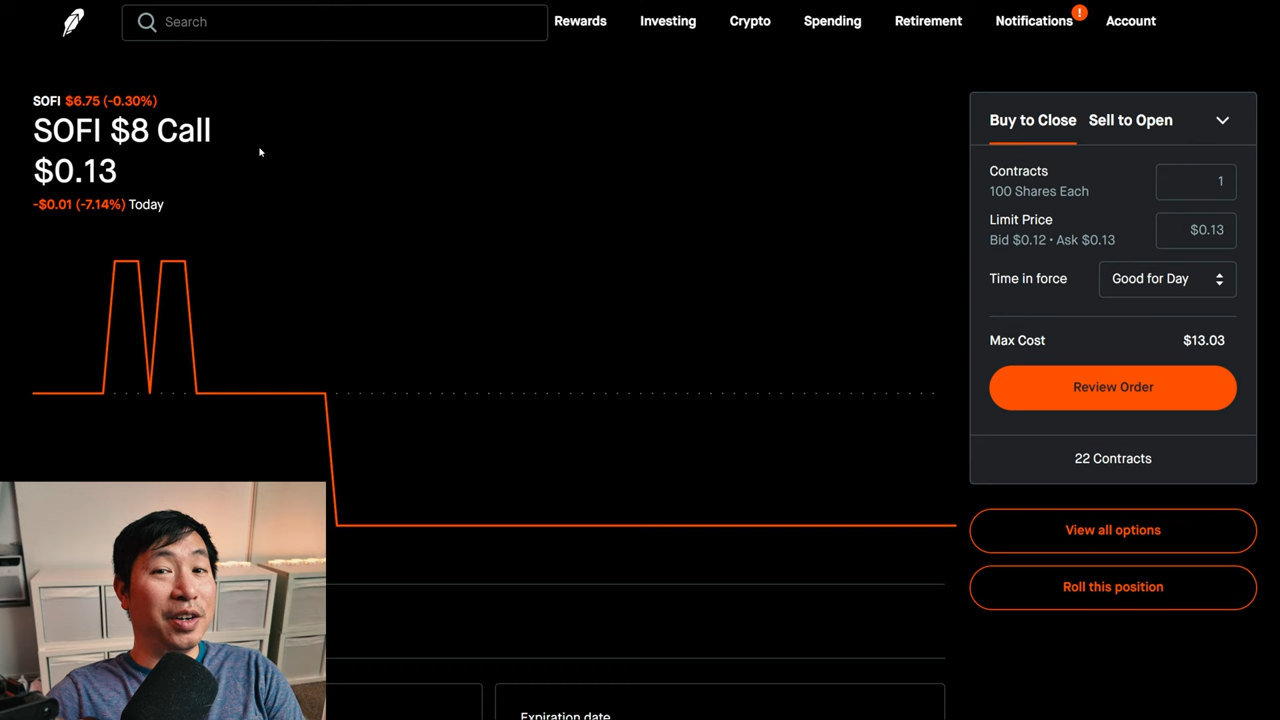 Search
Rewards
Investing
Crypto
Spending
Retirement
Notifications
!
Account
SOFI $6.75 (-0.30%)
SOFI $8 Call
$0.13
-$0.01 (-7.14%) Today
Buy to Close
Sell to Open
Contracts
100 Shares Each
1
Limit Price
Bid $0.12 • Ask $0.13
$0.13
Time in force
Good for Day
Max Cost
$13.03
Review Order
22 Contracts
View all options
Roll this position
Expiration date